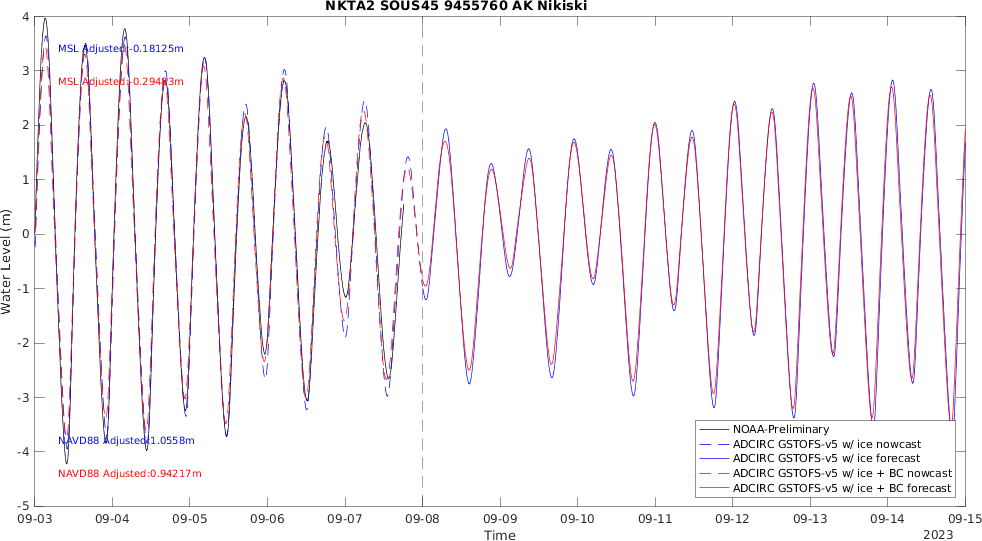 NKTA2 SOUS45 9455760 AK Nikiski
4
3
2
1
0
-1
-2
-3
-4
-5
Water Level (m)
MSL Adjusted:-0.18125m
MSL Adjusted:-0.29483m
NAVD88 Adjusted:1.0558m
NAVD88 Adjusted:0.94217m
NOAA-Preliminary
ADCIRC GSTOFS-v5 w/ ice nowcast
ADCIRC GSTOFS-v5 w/ ice forecast
ADCIRC GSTOFS-v5 w/ ice + BC nowcast
ADCIRC GSTOFS-v5 w/ ice + BC forecast
09-03 09-04 09-05 09-06 09-07 09-08 09-09 09-10 09-11 09-12 09-13 09-14 09-15
Time
2023